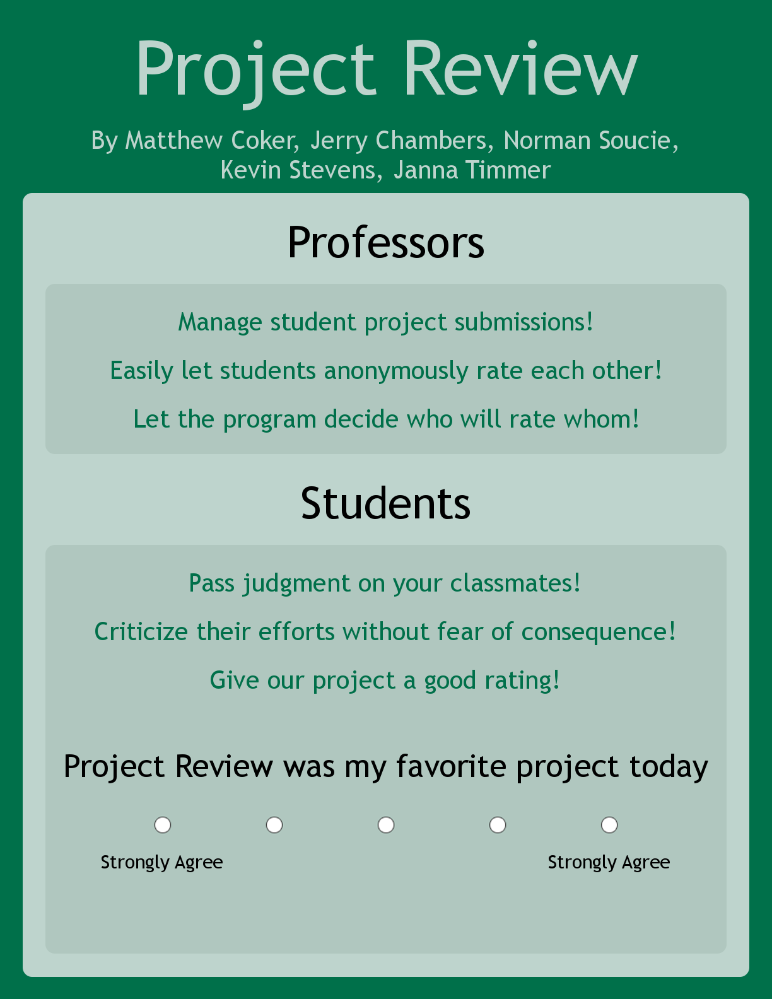 Project Review
By Matthew Coker, Jerry Chambers, Norman Soucie,
Kevin Stevens, Janna Timmer
Professors
Manage student project submissions!
Easily let students anonymously rate each other!
Let the program decide who will rate whom!
Students
Pass judgment on your classmates!
Criticize their efforts without fear of consequence!
Give our project a good rating!
Project Review was my favorite project today
Strongly Agree Strongly Agree